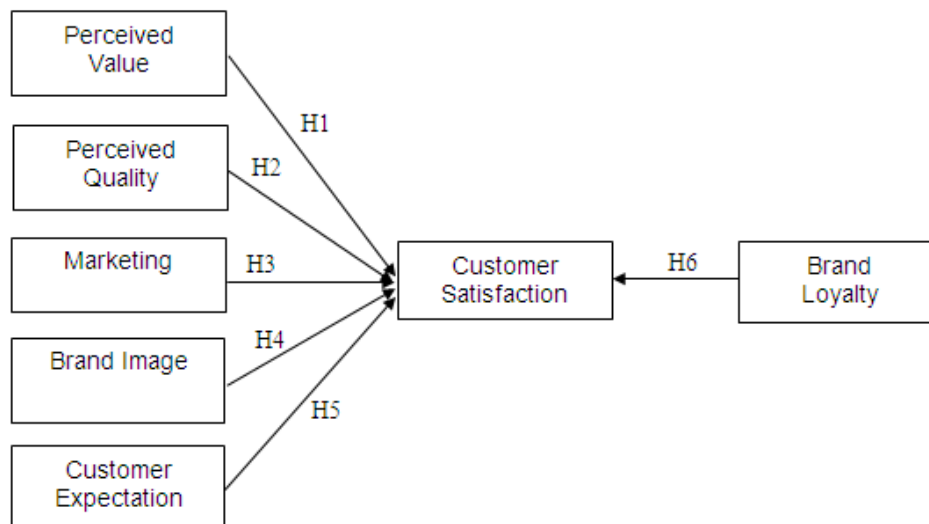 Perceived
Value
H1
Perceived
Quality
H2
Marketing
H3
Customer
Satisfaction
H6
Brand
Loyalty
Brand Image
H4
H5
Customer
Expectation